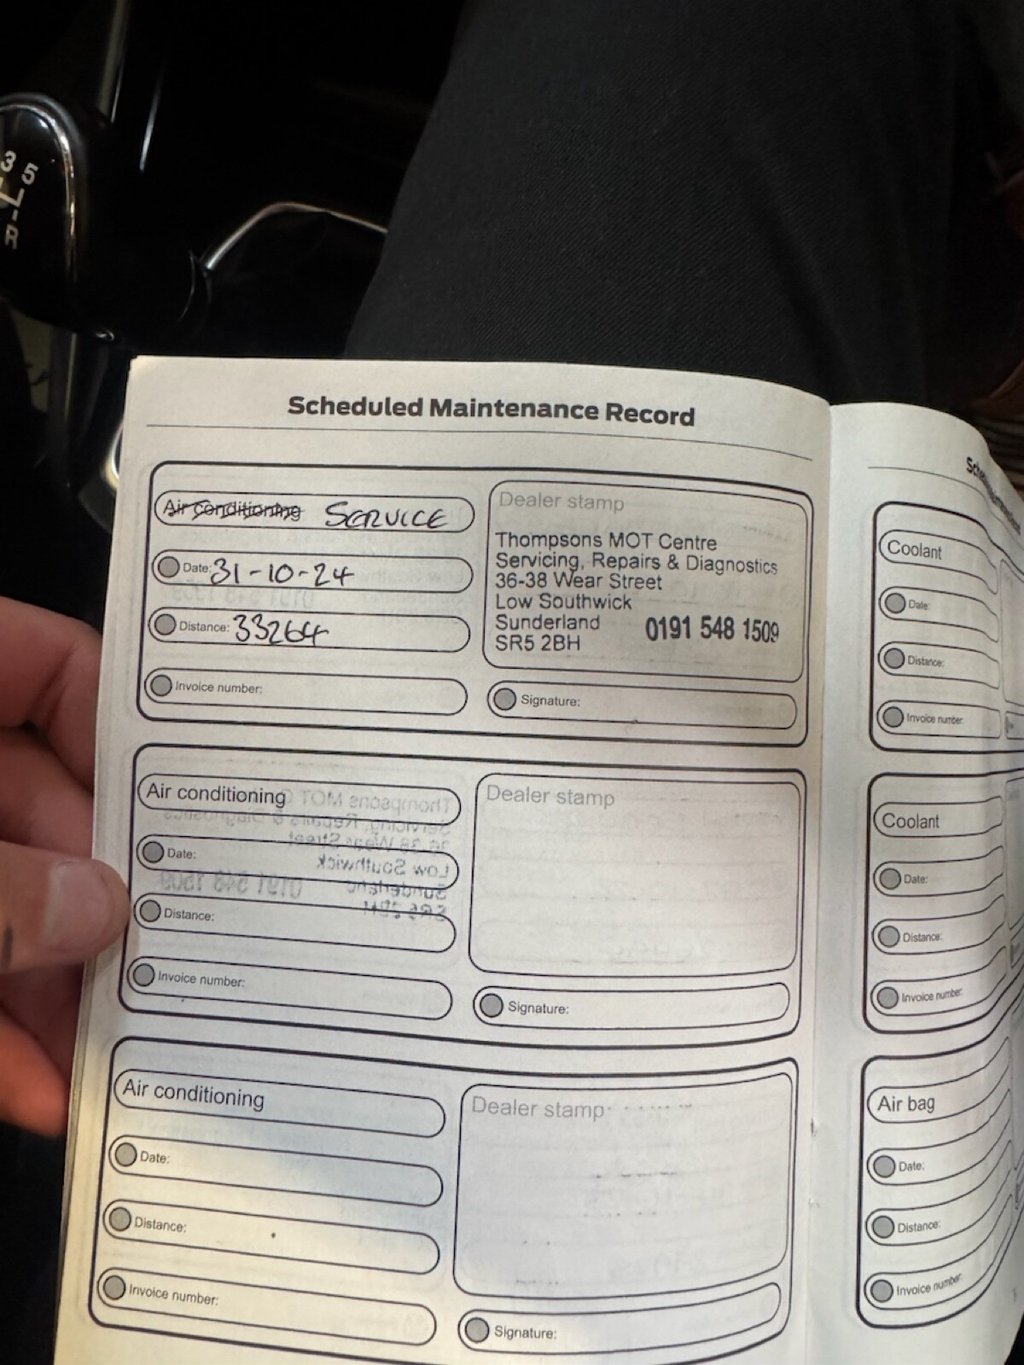 3 5
R
Scheduled Maintenance Record
Air conditioning SERVICE
Date: 31-10-24
Distance: 33264
Invoice number:
Dealer stamp
Thompsons MOT Centre
Servicing, Repairs & Diagnostics
36-38 Wear Street
Low Southwick
Sunderland
SR5 2BH
0191 548 1509
Signature:
Air conditioning
Date:
Distance:
Invoice number:
Dealer stamp
Signature:
Air conditioning
Date:
Distance:
Invoice number:
Dealer stamp
Signature:
Coolant
Date:
Distance:
Invoice number:
Coolant
Date:
Distance:
Invoice number:
Air bag
Date:
Distance:
Invoice number: